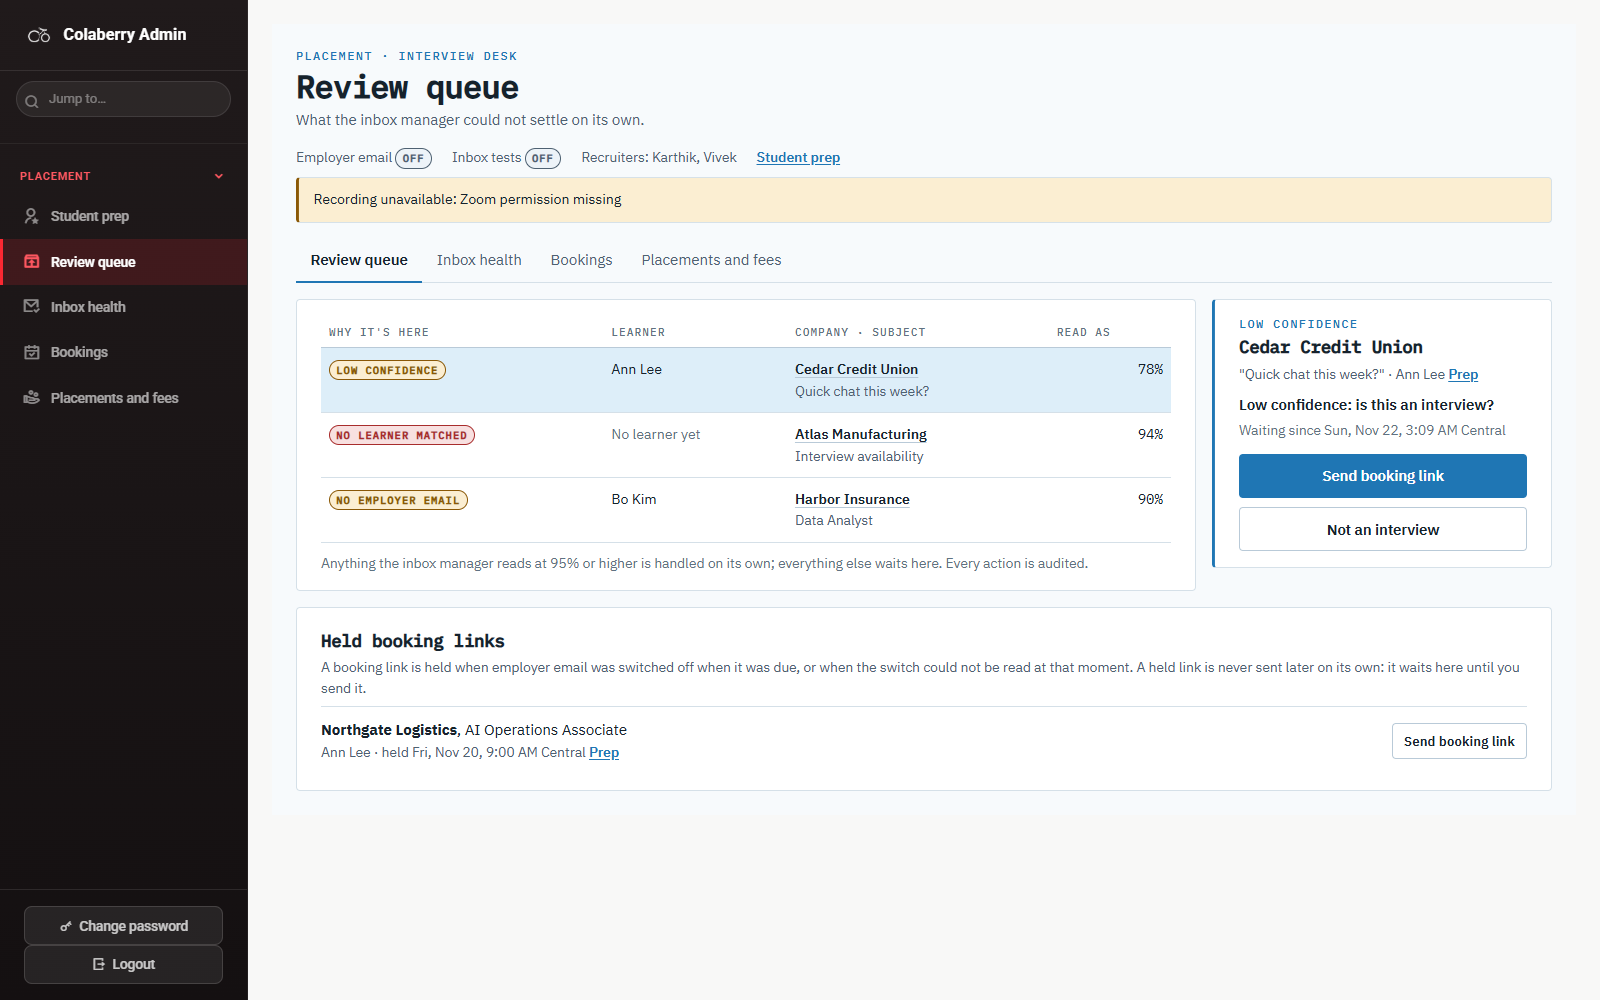 Colaberry Admin
Jump to...
PLACEMENT
Student prep
Review queue
Inbox health
Bookings
Placements and fees
Change password
Logout
PLACEMENT · INTERVIEW DESK
Review queue
What the inbox manager could not settle on its own.
Employer email OFF Inbox tests OFF Recruiters: Karthik, Vivek Student prep
Recording unavailable: Zoom permission missing
Review queue Inbox health Bookings Placements and fees
WHY IT'S HERE LEARNER COMPANY · SUBJECT READ AS
LOW CONFIDENCE Ann Lee Cedar Credit Union 78%
Quick chat this week?
NO LEARNER MATCHED No learner yet Atlas Manufacturing 94%
Interview availability
NO EMPLOYER EMAIL Bo Kim Harbor Insurance 90%
Data Analyst
Anything the inbox manager reads at 95% or higher is handled on its own; everything else waits here. Every action is audited.
LOW CONFIDENCE
Cedar Credit Union
"Quick chat this week?" · Ann Lee Prep
Low confidence: is this an interview?
Waiting since Sun, Nov 22, 3:09 AM Central
Send booking link
Not an interview
Held booking links
A booking link is held when employer email was switched off when it was due, or when the switch could not be read at that moment. A held link is never sent later on its own: it waits here until you
send it.
Northgate Logistics, AI Operations Associate
Ann Lee · held Fri, Nov 20, 9:00 AM Central Prep
Send booking link